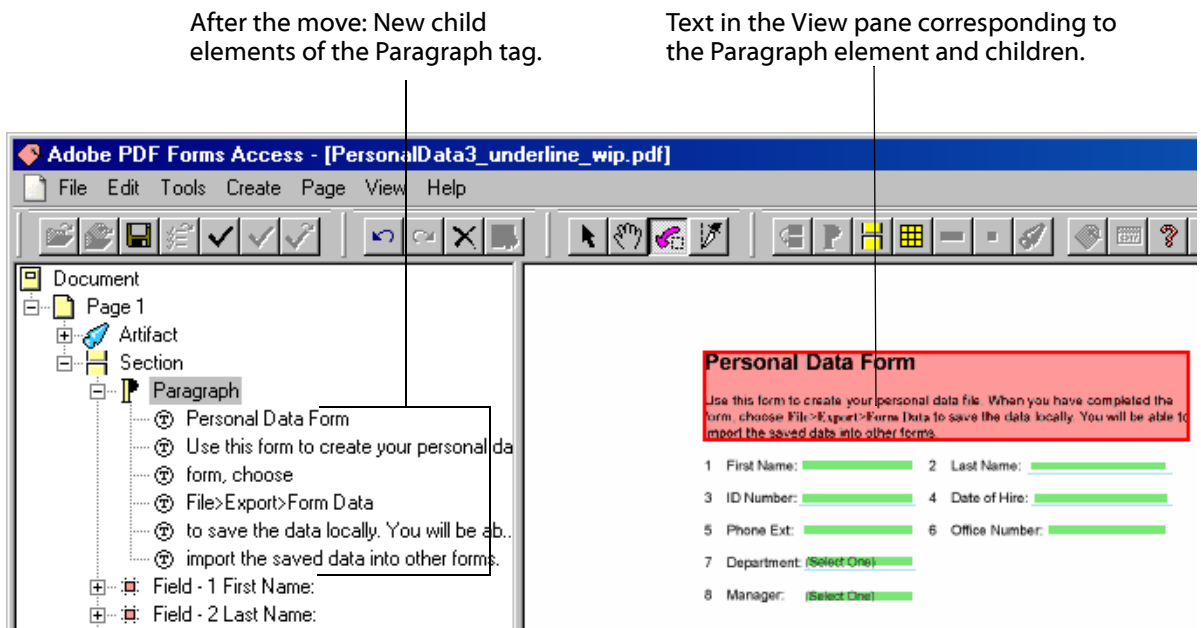 After the move: New child
elements of the Paragraph tag.
Text in the View pane corresponding to
the Paragraph element and children.
Adobe PDF Forms Access - [PersonalData3_underline_wip.pdf]
File Edit Tools Create Page View Help
Document
Page 1
Artifact
Section
Paragraph
Personal Data Form
Use this form to create your personal da
form, choose
File>Export>Form Data
to save the data locally. You will be ab..
import the saved data into other forms.
Field - 1 First Name:
Field - 2 Last Name:
Personal Data Form
Use this form to create your personal data file. When you have completed the
form, choose File>Export>Form Data to save the data locally. You will be able to
import the saved data into other forms.
1 First Name: 2 Last Name:
3 ID Number: 4 Date of Hire:
5 Phone Ext: 6 Office Number:
7 Department: (Select One)
8 Manager: (Select One)